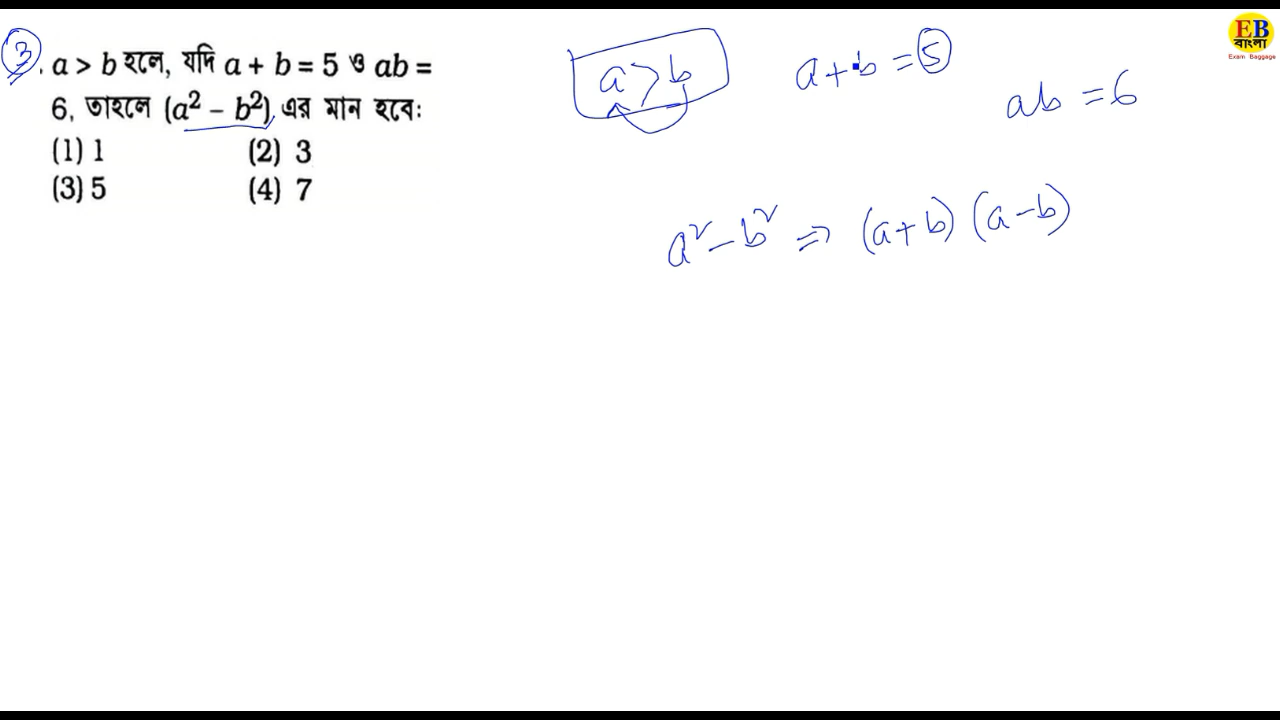 EB
বাংলা
Exam Baggage
3
. a > b হলে, যদি a + b = 5 ও ab =
6, তাহলে (a² – b²), এর মান হবেঃ
(1) 1 (2) 3
(3) 5 (4) 7
a > b
a + b = 5
ab = 6
a² – b² ⇒ (a + b) (a – b)